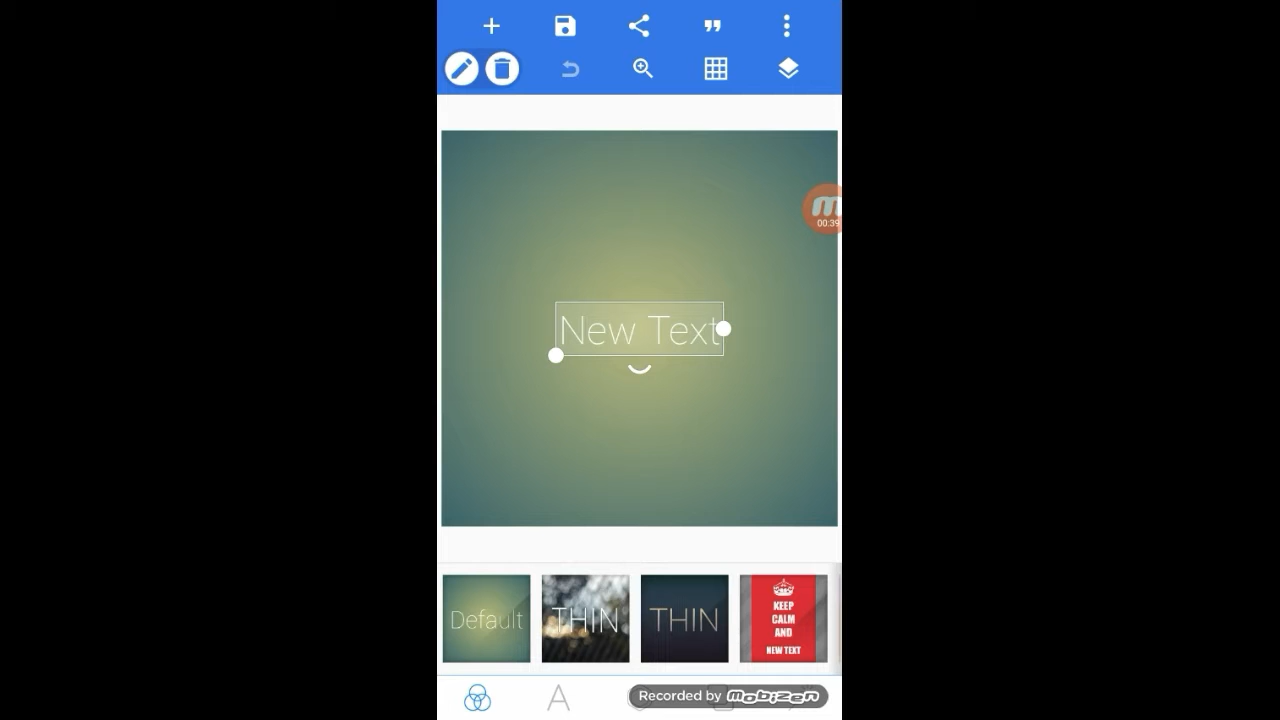 00:39
New Text
Default
THIN
THIN
KEEP
CALM
AND
NEW TEXT
A
Recorded by mobizen